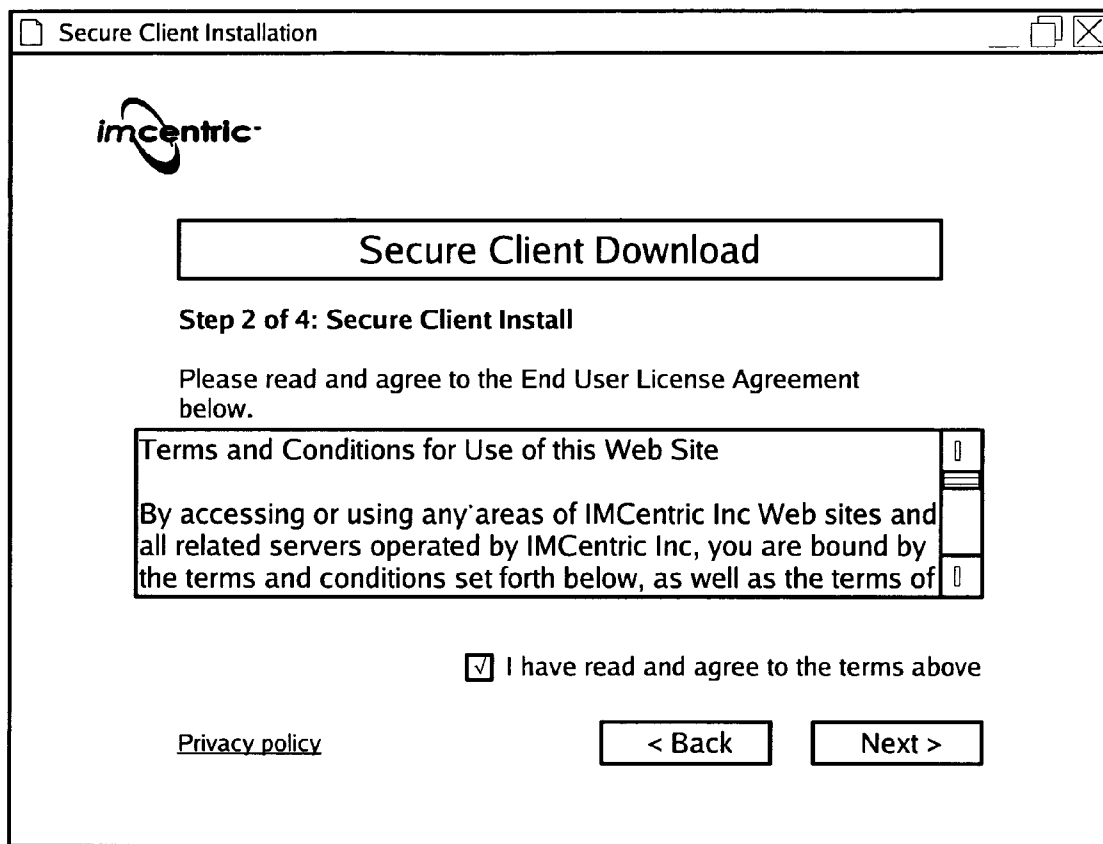 Secure Client Installation
imcentric
Secure Client Download
Step 2 of 4: Secure Client Install
Please read and agree to the End User License Agreement
below.
Terms and Conditions for Use of this Web Site
By accessing or using any areas of IMCentric Inc Web sites and
all related servers operated by IMCentric Inc, you are bound by
the terms and conditions set forth below, as well as the terms of
√ I have read and agree to the terms above
Privacy policy
< Back
Next >